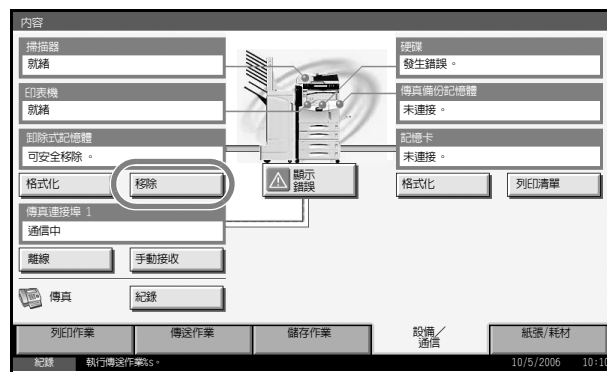 內容
掃描器
就緒
印表機
就緒
卸除式記憶體
可安全移除。
格式化
移除
傳真連接埠 1
通信中
離線
手動接收
傳真
紀錄
顯示
錯誤
硬碟
發生錯誤。
傳真備份記憶體
未連接。
記憶卡
未連接。
格式化
列印清單
列印作業
傳送作業
儲存作業
設備/
通信
紙張/耗材
紀錄
執行傳送作業%s。
10/5/2006
10:10